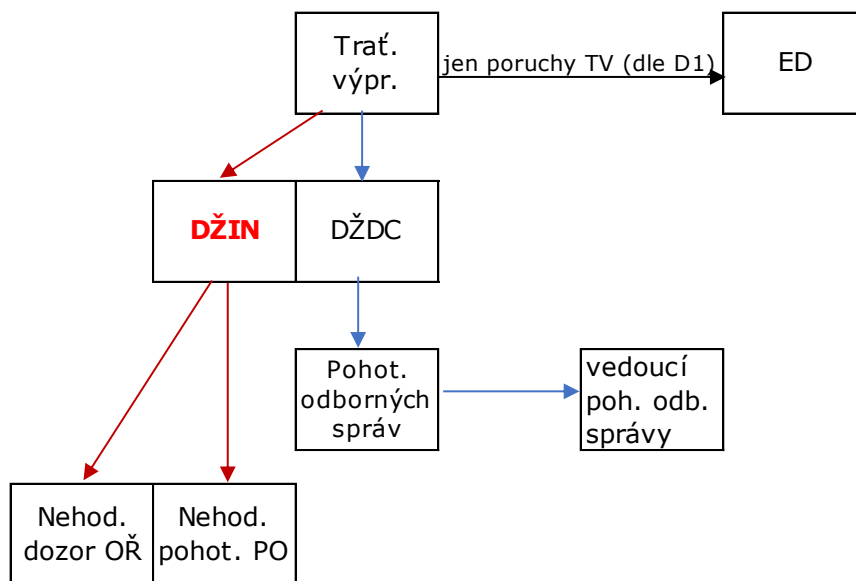 Trať.
výpr.
jen poruchy TV (dle D1)
ED
DŽIN
DŽDC
Pohot.
odborných
správ
vedoucí
poh. odb.
správy
Nehod.
dozor OŘ
Nehod.
pohot. PO